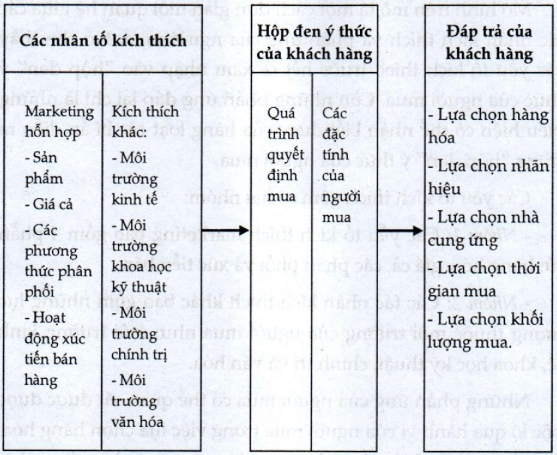 Các nhân tố kích thích
Hộp đen ý thức
của khách hàng
Đáp trả của
khách hàng
Marketing
hỗn hợp
- Sản
phẩm
- Giá cả
- Các
phương
thức phân
phối
- Hoạt
động xúc
tiến bán
hàng
Kích thích
khác:
- Môi
trường
kinh tế
- Môi
trường
khoa học
kỹ thuật
- Môi
trường
chính trị
- Môi
trường
văn hóa
Quá
trình
quyết
định
mua
Các
đặc
tính
của
người
mua
- Lựa chọn hàng
hóa
- Lựa chọn nhãn
hiệu
- Lựa chọn nhà
cung ứng
- Lựa chọn thời
gian mua
- Lựa chọn khối
lượng mua.